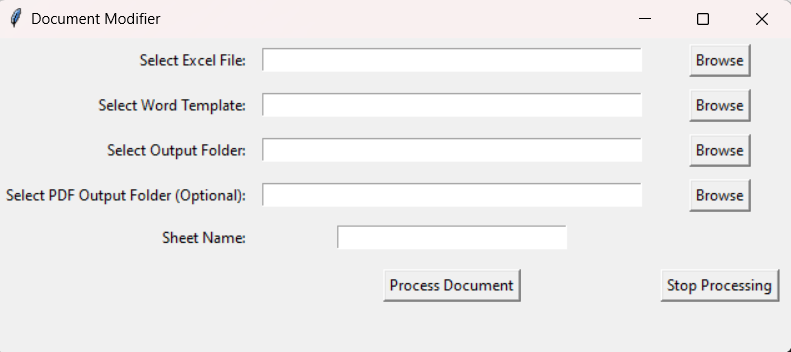 Document Modifier
Select Excel File: Browse
Select Word Template: Browse
Select Output Folder: Browse
Select PDF Output Folder (Optional): Browse
Sheet Name:
Process Document Stop Processing